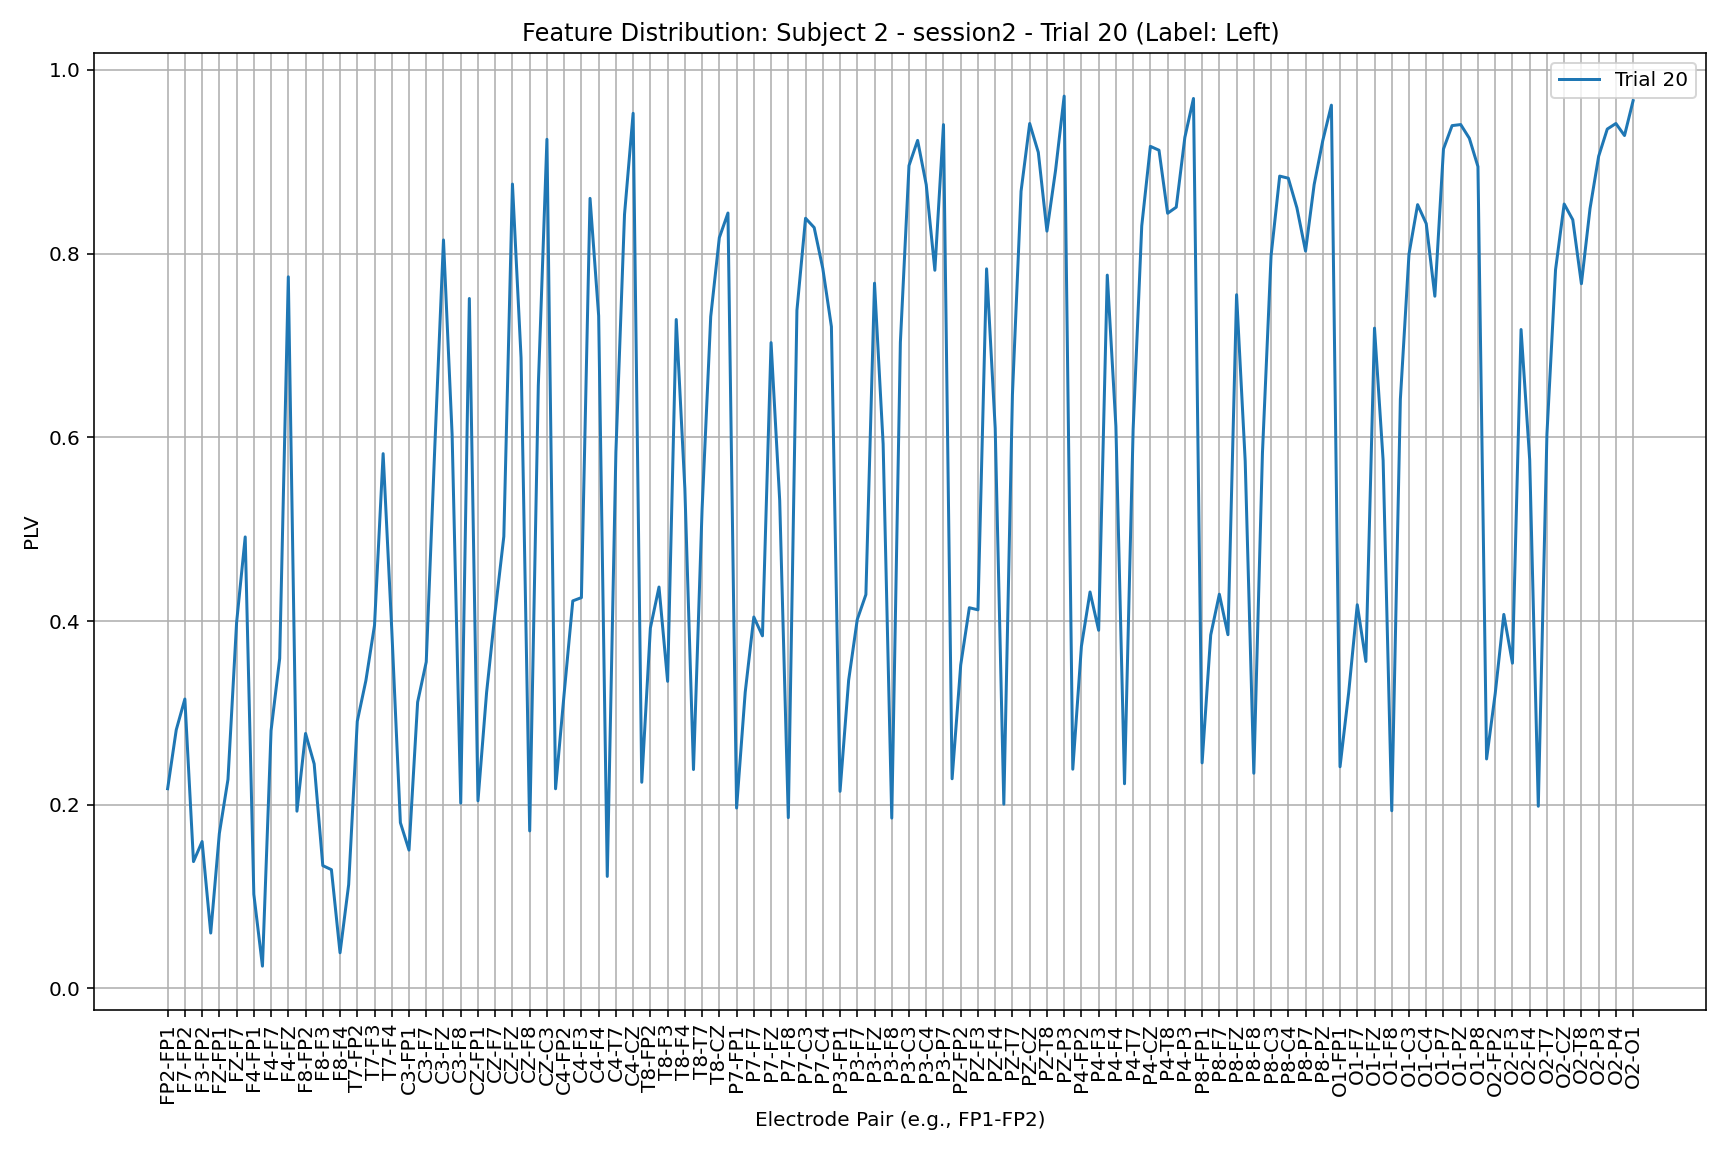 Feature Distribution: Subject 2 - session2 - Trial 20 (Label: Left)
Trial 20
1.0
0.8
0.6
0.4
0.2
0.0
PLV
FP2-FP1
F7-FP2
F3-FP2
FZ-FP1
FZ-F7
F4-FP1
F4-F7
F4-FZ
F8-FP2
F8-F3
F8-F4
T7-FP2
T7-F3
T7-F4
C3-FP1
C3-F7
C3-FZ
C3-F8
CZ-FP1
CZ-F7
CZ-FZ
CZ-F8
CZ-C3
C4-FP2
C4-F3
C4-F4
C4-T7
C4-CZ
T8-FP2
T8-F3
T8-F4
T8-T7
T8-CZ
P7-FP1
P7-F7
P7-FZ
P7-F8
P7-C3
P7-C4
P3-FP1
P3-F7
P3-FZ
P3-F8
P3-C3
P3-C4
P3-P7
PZ-FP2
PZ-F3
PZ-F4
PZ-T7
PZ-CZ
PZ-T8
PZ-P3
P4-FP2
P4-F3
P4-F4
P4-T7
P4-CZ
P4-T8
P4-P3
P8-FP1
P8-F7
P8-FZ
P8-F8
P8-C3
P8-C4
P8-P7
P8-PZ
O1-FP1
O1-F7
O1-FZ
O1-F8
O1-C3
O1-C4
O1-P7
O1-PZ
O1-P8
O2-FP2
O2-F3
O2-F4
O2-T7
O2-CZ
O2-T8
O2-P3
O2-P4
O2-O1
Electrode Pair (e.g., FP1-FP2)